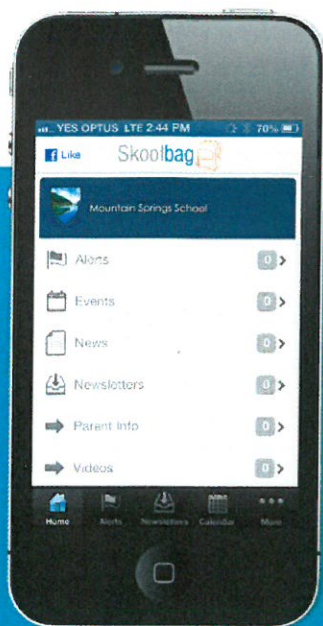 YES OPTUS LTE 2:44 PM 70%
Like Skoolbag
Mountain Springs School
Alerts 0
Events 0
News 0
Newsletters 0
Parent Info 0
Videos 0
Home Alerts Newsletters Calendar More